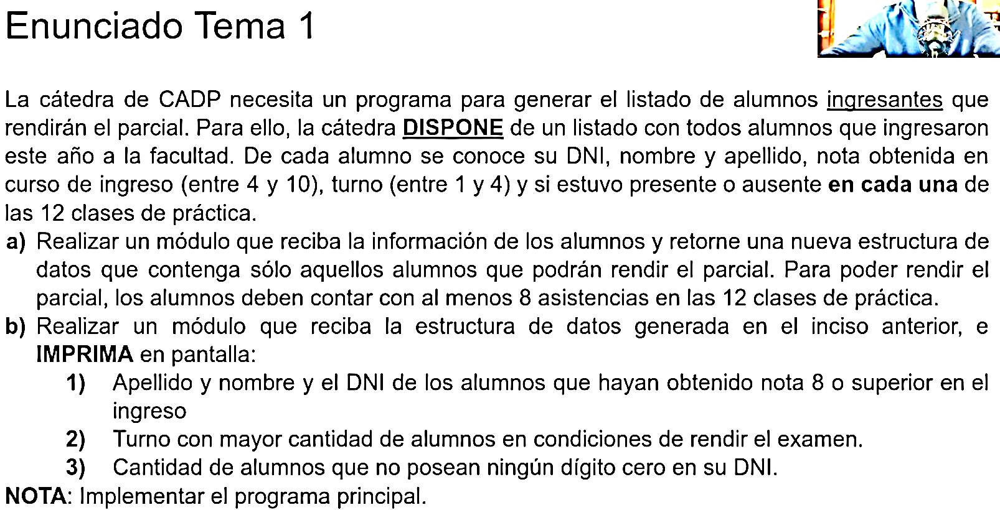 Enunciado Tema 1
La cátedra de CADP necesita un programa para generar el listado de alumnos ingresantes que
rendirán el parcial. Para ello, la cátedra DISPONE de un listado con todos alumnos que ingresaron
este año a la facultad. De cada alumno se conoce su DNI, nombre y apellido, nota obtenida en
curso de ingreso (entre 4 y 10), turno (entre 1 y 4) y si estuvo presente o ausente en cada una de
las 12 clases de práctica.
a) Realizar un módulo que reciba la información de los alumnos y retorne una nueva estructura de
datos que contenga sólo aquellos alumnos que podrán rendir el parcial. Para poder rendir el
parcial, los alumnos deben contar con al menos 8 asistencias en las 12 clases de práctica.
b) Realizar un módulo que reciba la estructura de datos generada en el inciso anterior, e
IMPRIMA en pantalla:
1) Apellido y nombre y el DNI de los alumnos que hayan obtenido nota 8 o superior en el
ingreso
2) Turno con mayor cantidad de alumnos en condiciones de rendir el examen.
3) Cantidad de alumnos que no posean ningún dígito cero en su DNI.
NOTA: Implementar el programa principal.